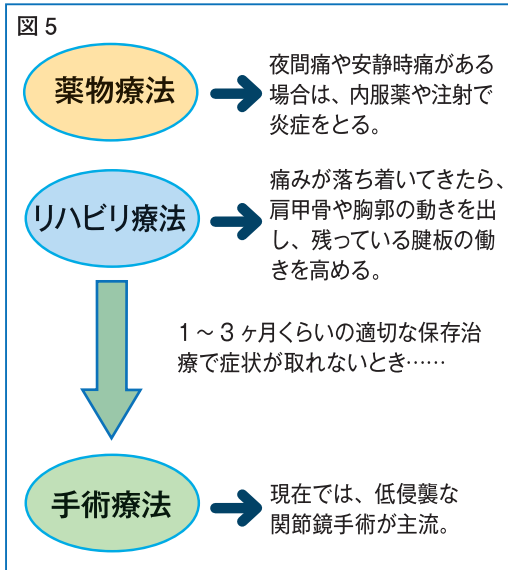 図5
薬物療法
夜間痛や安静時痛がある
場合は、内服薬や注射で
炎症をとる。
リハビリ療法
痛みが落ち着いてきたら、
肩甲骨や胸郭の動きを出
し、残っている腱板の働
きを高める。
1～3ヶ月くらいの適切な保存治
療で症状が取れないとき……
手術療法
現在では、低侵襲な
関節鏡手術が主流。